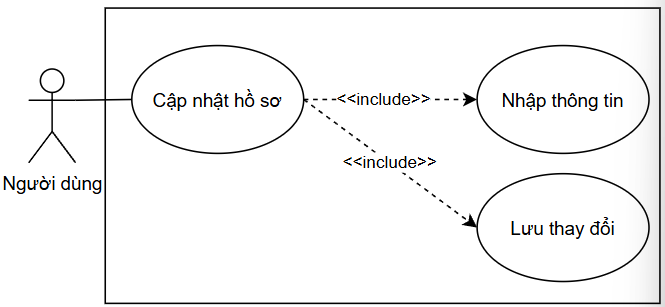 Cập nhật hồ sơ
<<include>>
Nhập thông tin
<<include>>
Người dùng
Lưu thay đổi